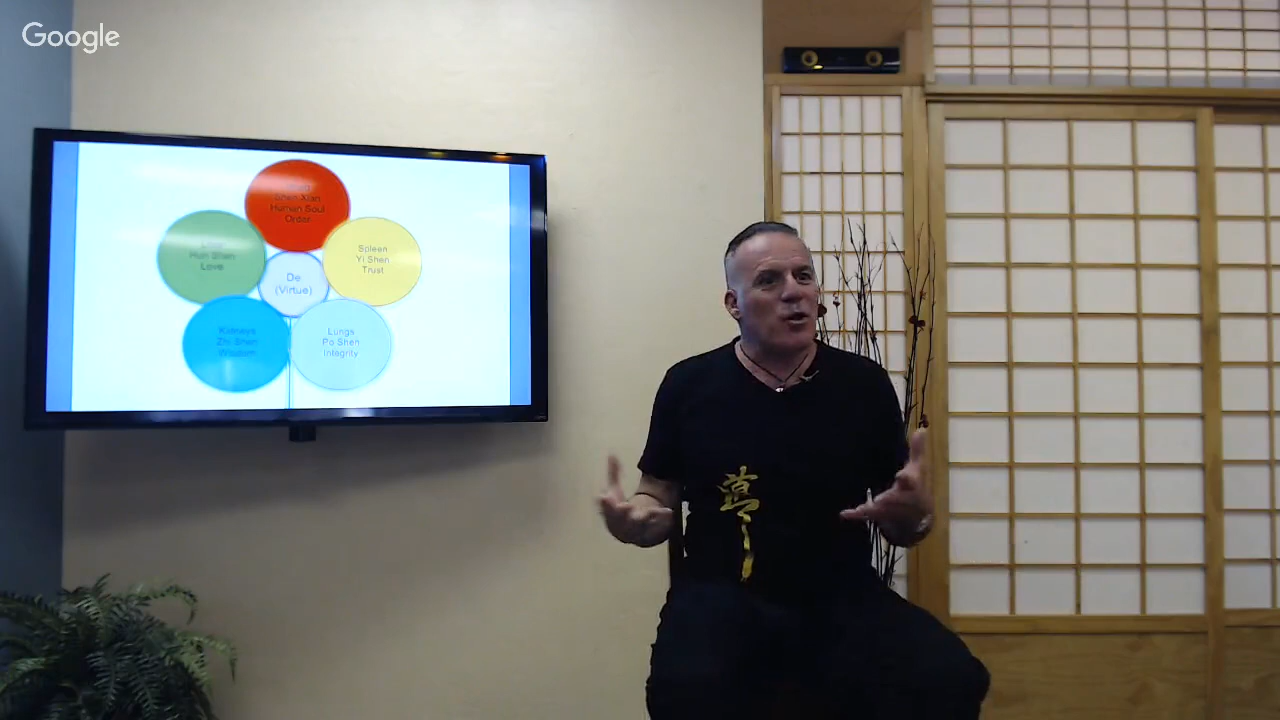 Google
Shen Xian
Human Soul
Order
Liver
Hun Shen
Love
Spleen
Yi Shen
Trust
De
(Virtue)
Kidneys
Zhi Shen
Wisdom
Lungs
Po Shen
Integrity